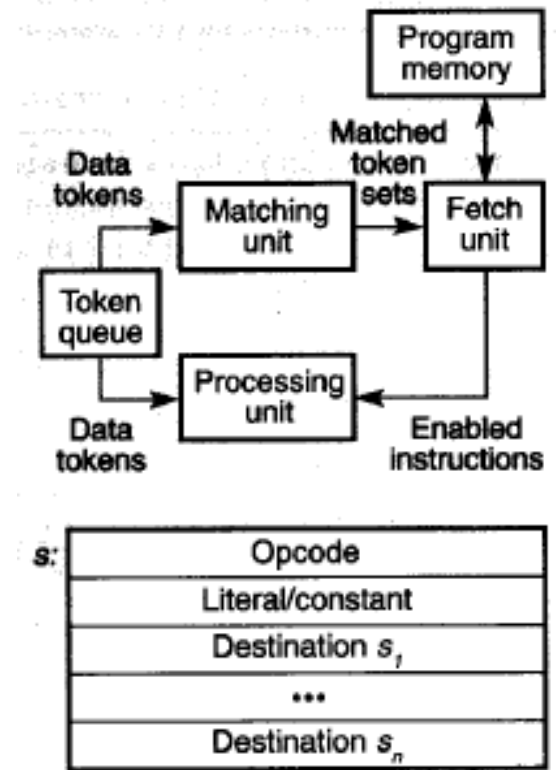 Program
memory
Matched
token
sets
Data
tokens
Matching
unit
Fetch
unit
Token
queue
Processing
unit
Data
tokens
Enabled
instructions
s:
Opcode
Literal/constant
Destination s₁
•••
Destination sₙ